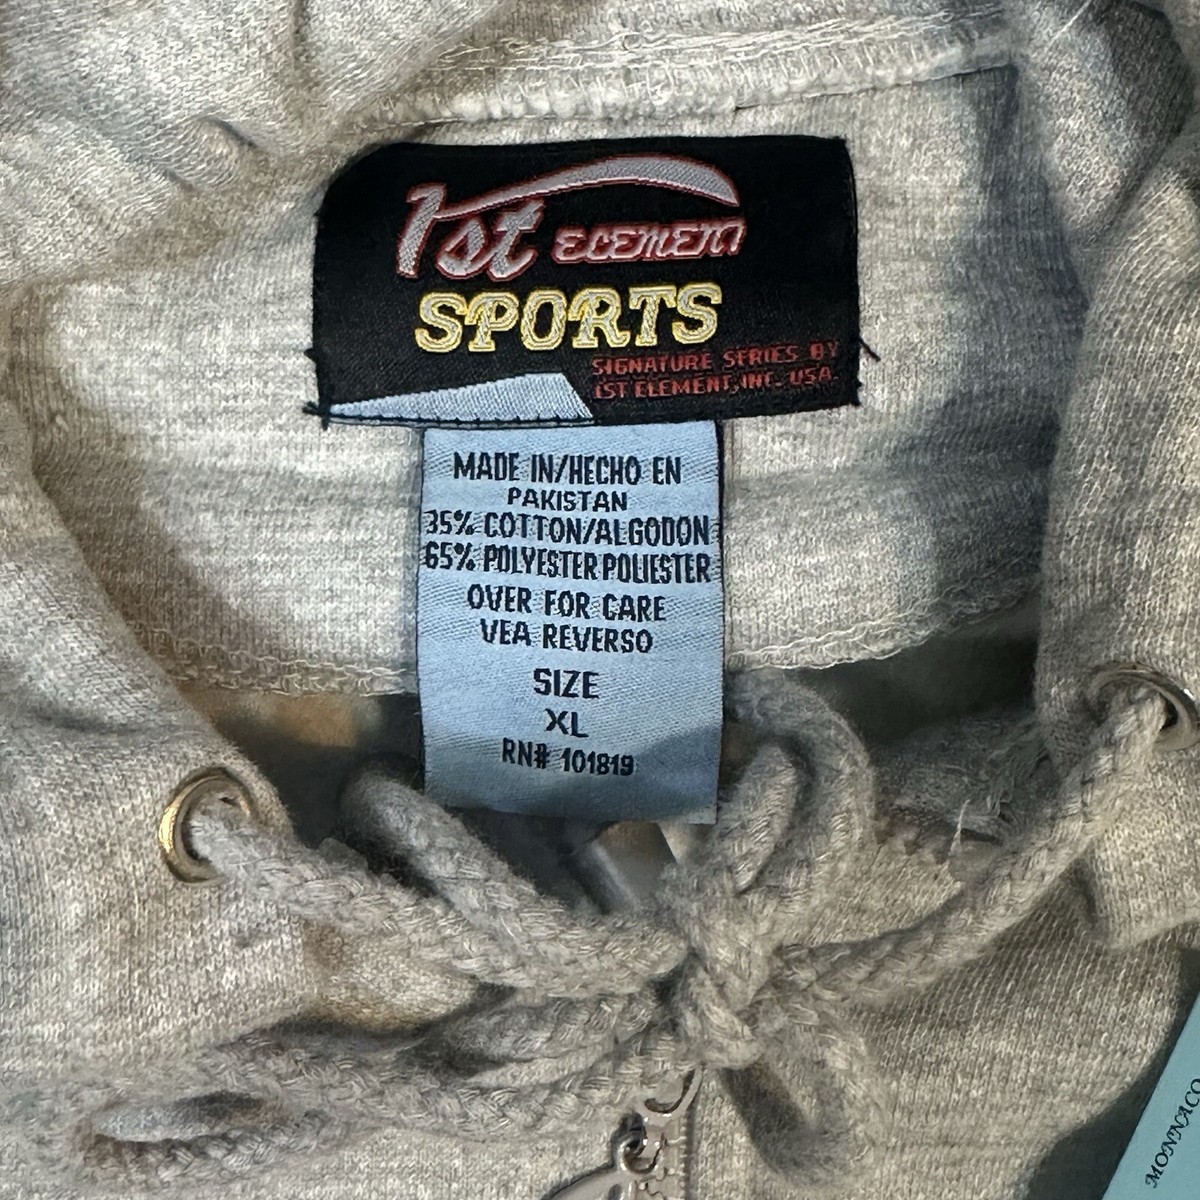 1st ELEMENT
SPORTS
SIGNATURE SERIES BY
1ST ELEMENT, INC. USA.
MADE IN/HECHO EN
PAKISTAN
35% COTTON/ALGODON
65% POLYESTER POLIESTER
OVER FOR CARE
VEA REVERSO
SIZE
XL
RN# 101819
MONNACO